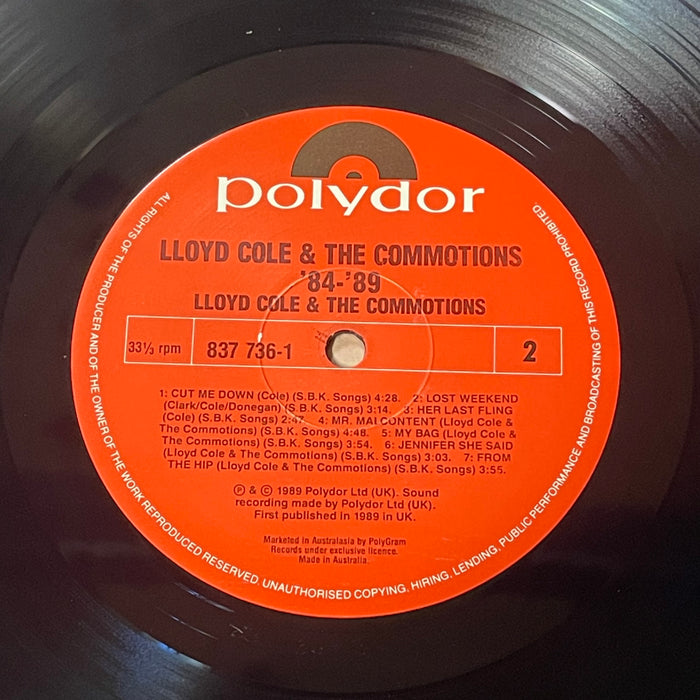 polydor
LLOYD COLE & THE COMMOTIONS
'84-'89
LLOYD COLE & THE COMMOTIONS
33⅓ rpm 837 736-1 2
1: CUT ME DOWN (Cole) (S.B.K. Songs) 4:28. 2: LOST WEEKEND
(Clark/Cole/Donegan) (S.B.K. Songs) 3:14. 3: HER LAST FLING
(Cole) (S.B.K. Songs) 2:47. 4: MR. MALCONTENT (Lloyd Cole &
The Commotions) 4:48. 5: MY BAG (Lloyd Cole &
The Commotions) (S.B.K. Songs) 3:54. 6: JENNIFER SHE SAID
(Lloyd Cole & The Commotions) (S.B.K. Songs) 3:03. 7: FROM
THE HIP (Lloyd Cole & The Commotions) (S.B.K. Songs) 3:55.
Ⓟ & © 1989 Polydor Ltd (UK). Sound
recording made by Polydor Ltd (UK).
First published in 1989 in UK.
Marketed in Australasia by PolyGram
Records under exclusive licence.
Made in Australia.
ALL RIGHTS OF THE PRODUCER AND OF THE OWNER OF THE WORK REPRODUCED RESERVED. UNAUTHORISED COPYING, HIRING, LENDING, PUBLIC PERFORMANCE AND BROADCASTING OF THIS RECORD PROHIBITED.